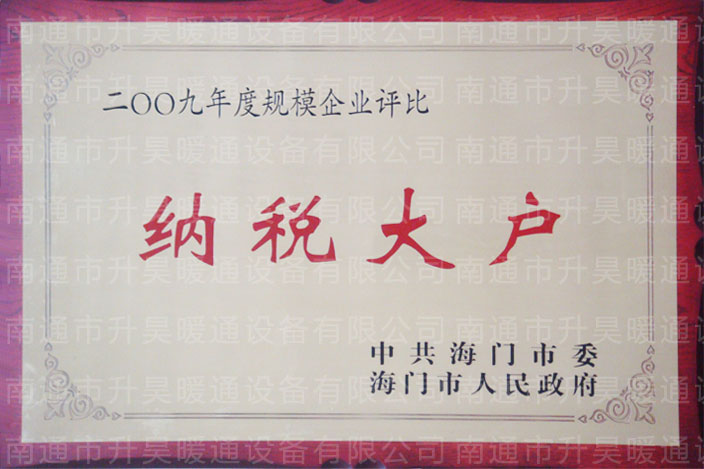 二〇〇九年度规模企业评比
纳税大户
中共海门市委
海门市人民政府
南通市升昊暖通设备有限公司